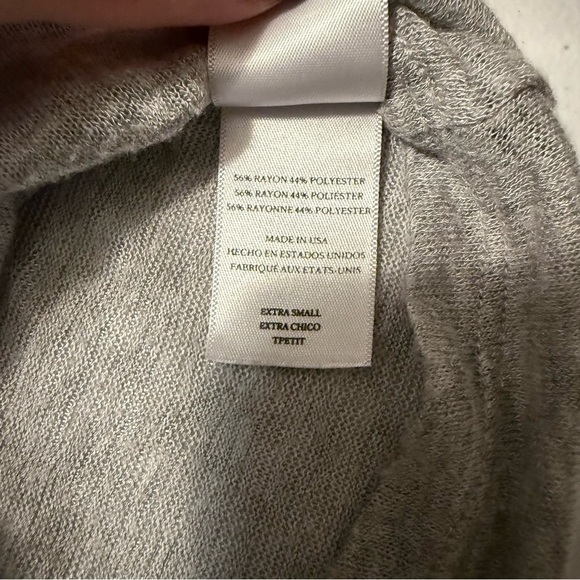 56% RAYON 44% POLYESTER
56% RAYON 44% POLIÉSTER
56% RAYONNE 44% POLYESTER
MADE IN USA
HECHO EN ESTADOS UNIDOS
FABRIQUÉ AUX ETATS-UNIS
EXTRA SMALL
EXTRA CHICO
TPETIT